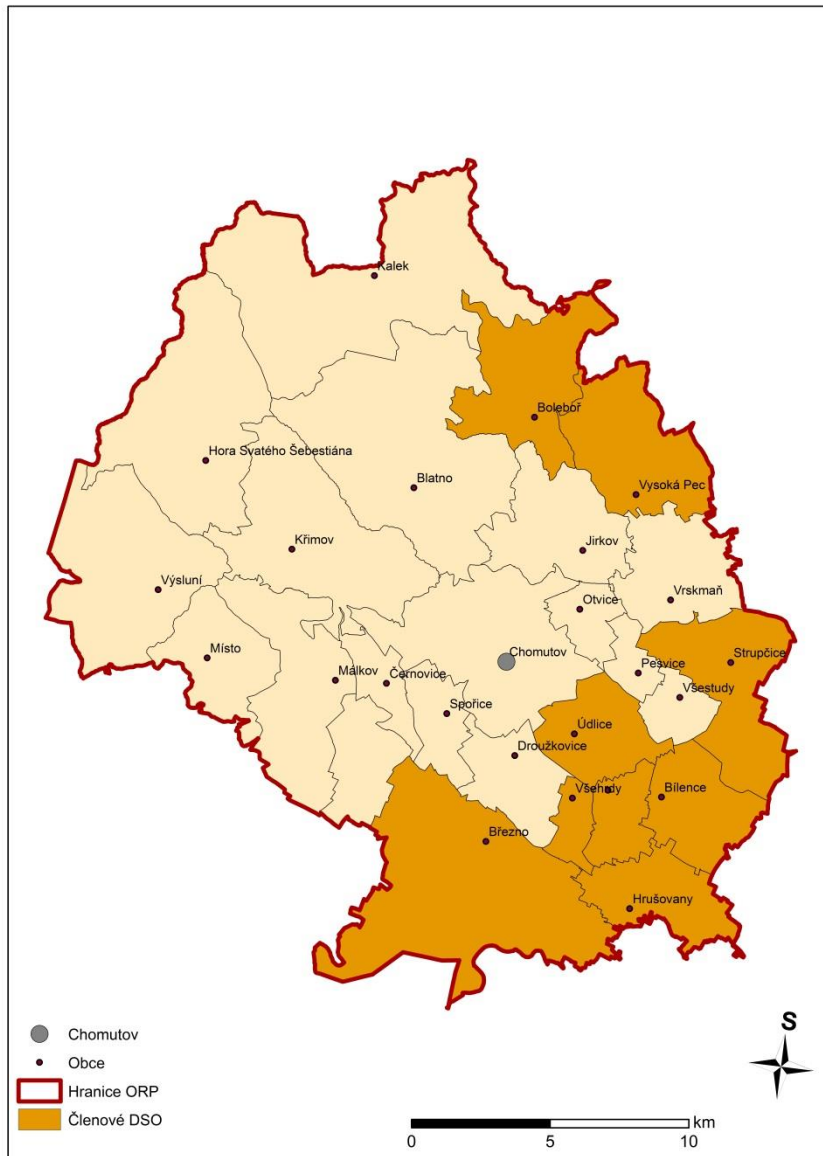 Kalek
Boleboř
Hora Svatého Šebestiána
Blatno
Vysoká Pec
Křimov
Jirkov
Výsluní
Vrskmaň
Otvice
Místo
Chomutov
Strupčice
Málkov
Černovice
Pesvice
Všestudy
Spořice
Údlice
Droužkovice
Všehrdy
Bílence
Březno
Hrušovany
S
Chomutov
Obce
Hranice ORP
Členové DSO
km
0 5 10